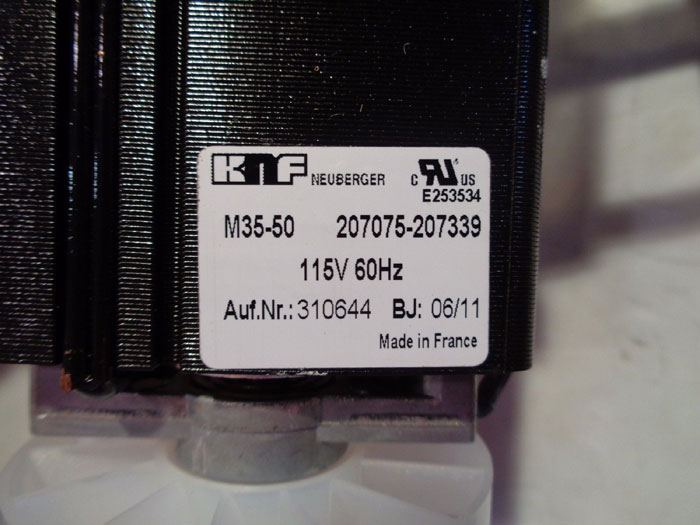 KNF NEUBERGER c RU US
E253534
M35-50 207075-207339
115V 60Hz
Auf.Nr.: 310644 BJ: 06/11
Made in France